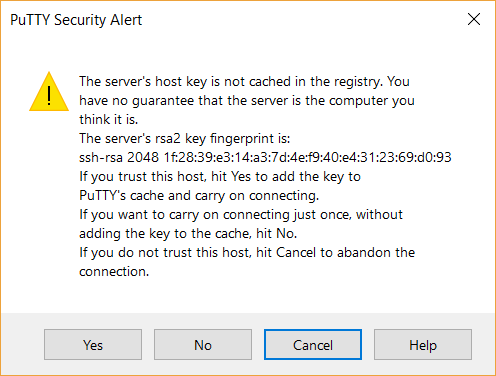 PuTTY Security Alert
The server's host key is not cached in the registry. You
have no guarantee that the server is the computer you
think it is.
The server's rsa2 key fingerprint is:
ssh-rsa 2048 1f:28:39:e3:14:a3:7d:4e:f9:40:e4:31:23:69:d0:93
If you trust this host, hit Yes to add the key to
PuTTY's cache and carry on connecting.
If you want to carry on connecting just once, without
adding the key to the cache, hit No.
If you do not trust this host, hit Cancel to abandon the
connection.
Yes
No
Cancel
Help